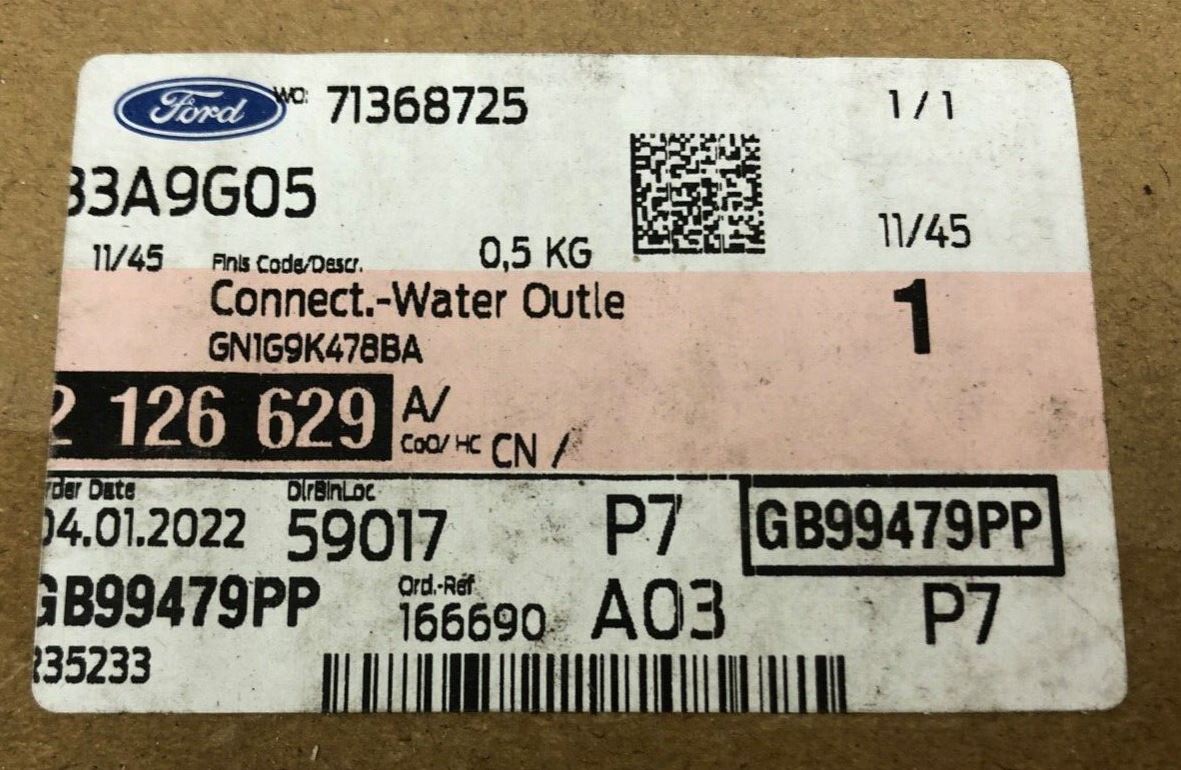 Ford WO: 71368725 1 / 1
33A9G05
11/45 Finis Code/Descr. 0,5 KG 11/45
Connect.-Water Outle 1
GN1G9K478BA
2 126 629 A/
CoO/ HC CN /
rder Date DlrBinLoc
04.01.2022 59017 P7 GB99479PP
GB99479PP Ord.-Ref 166690 A03 P7
35233